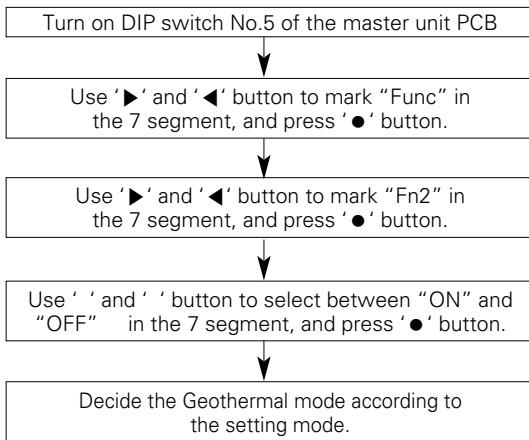 Turn on DIP switch No.5 of the master unit PCB
Use ‘▶‘ and ‘◀‘ button to mark “Func” in
the 7 segment, and press ‘●‘ button.
Use ‘▶‘ and ‘◀‘ button to mark “Fn2” in
the 7 segment, and press ‘●‘ button.
Use ‘ ‘ and ‘ ‘ button to select between “ON” and
“OFF” in the 7 segment, and press ‘●‘ button.
Decide the Geothermal mode according to
the setting mode.